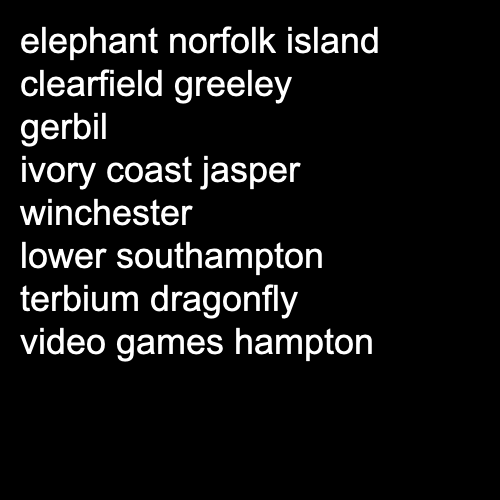 elephant norfolk island
clearfield greeley
gerbil
ivory coast jasper
winchester
lower southampton
terbium dragonfly
video games hampton